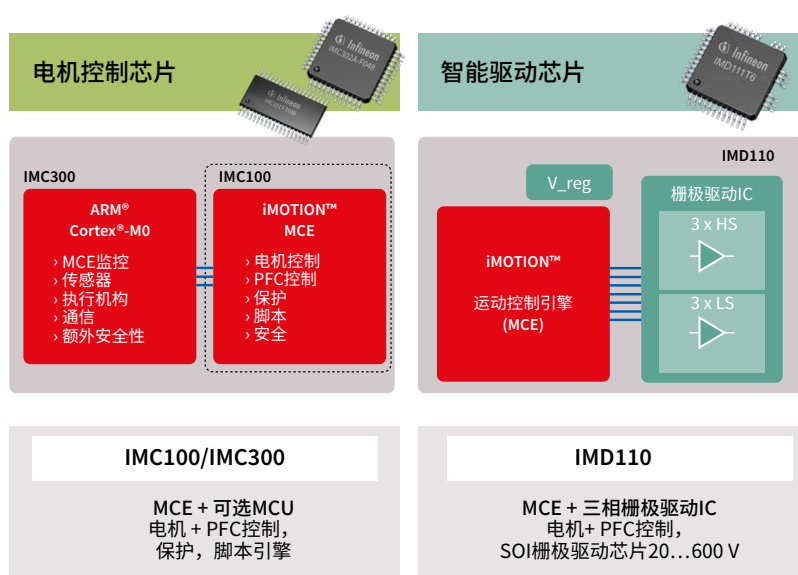 电机控制芯片
Infineon
IMC302A-F048
Infineon
智能驱动芯片
Infineon
IMD111T6
IMC300
ARM®
Cortex®-M0
› MCE监控
› 传感器
› 执行机构
› 通信
› 额外安全性
IMC100
iMOTION™
MCE
› 电机控制
› PFC控制
› 保护
› 脚本
› 安全
IMD110
V_reg
iMOTION™
运动控制引擎
(MCE)
栅极驱动IC
3 x HS
3 x LS
IMC100/IMC300
MCE + 可选MCU
电机 + PFC控制，
保护，脚本引擎
IMD110
MCE + 三相栅极驱动IC
电机+ PFC控制，
SOI栅极驱动芯片20…600 V